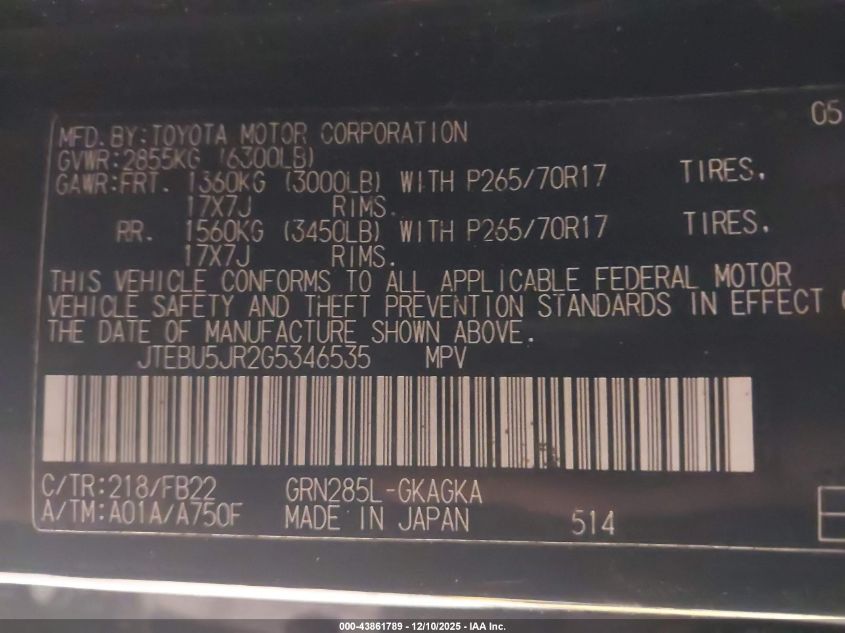 05
MFD. BY: TOYOTA MOTOR CORPORATION
GVWR: 2855KG (6300LB)
GAWR: FRT. 1360KG (3000LB) WITH P265/70R17 TIRES,
17X7J RIMS.
RR. 1560KG (3450LB) WITH P265/70R17 TIRES,
17X7J RIMS.
THIS VEHICLE CONFORMS TO ALL APPLICABLE FEDERAL MOTOR
VEHICLE SAFETY AND THEFT PREVENTION STANDARDS IN EFFECT
THE DATE OF MANUFACTURE SHOWN ABOVE.
JTEBU5JR2G5346535 MPV
C/TR: 218/FB22 GRN285L-GKAGKA
A/TM: A01A/A750F MADE IN JAPAN 514
000-43861789 - 12/10/2025 - IAA Inc.